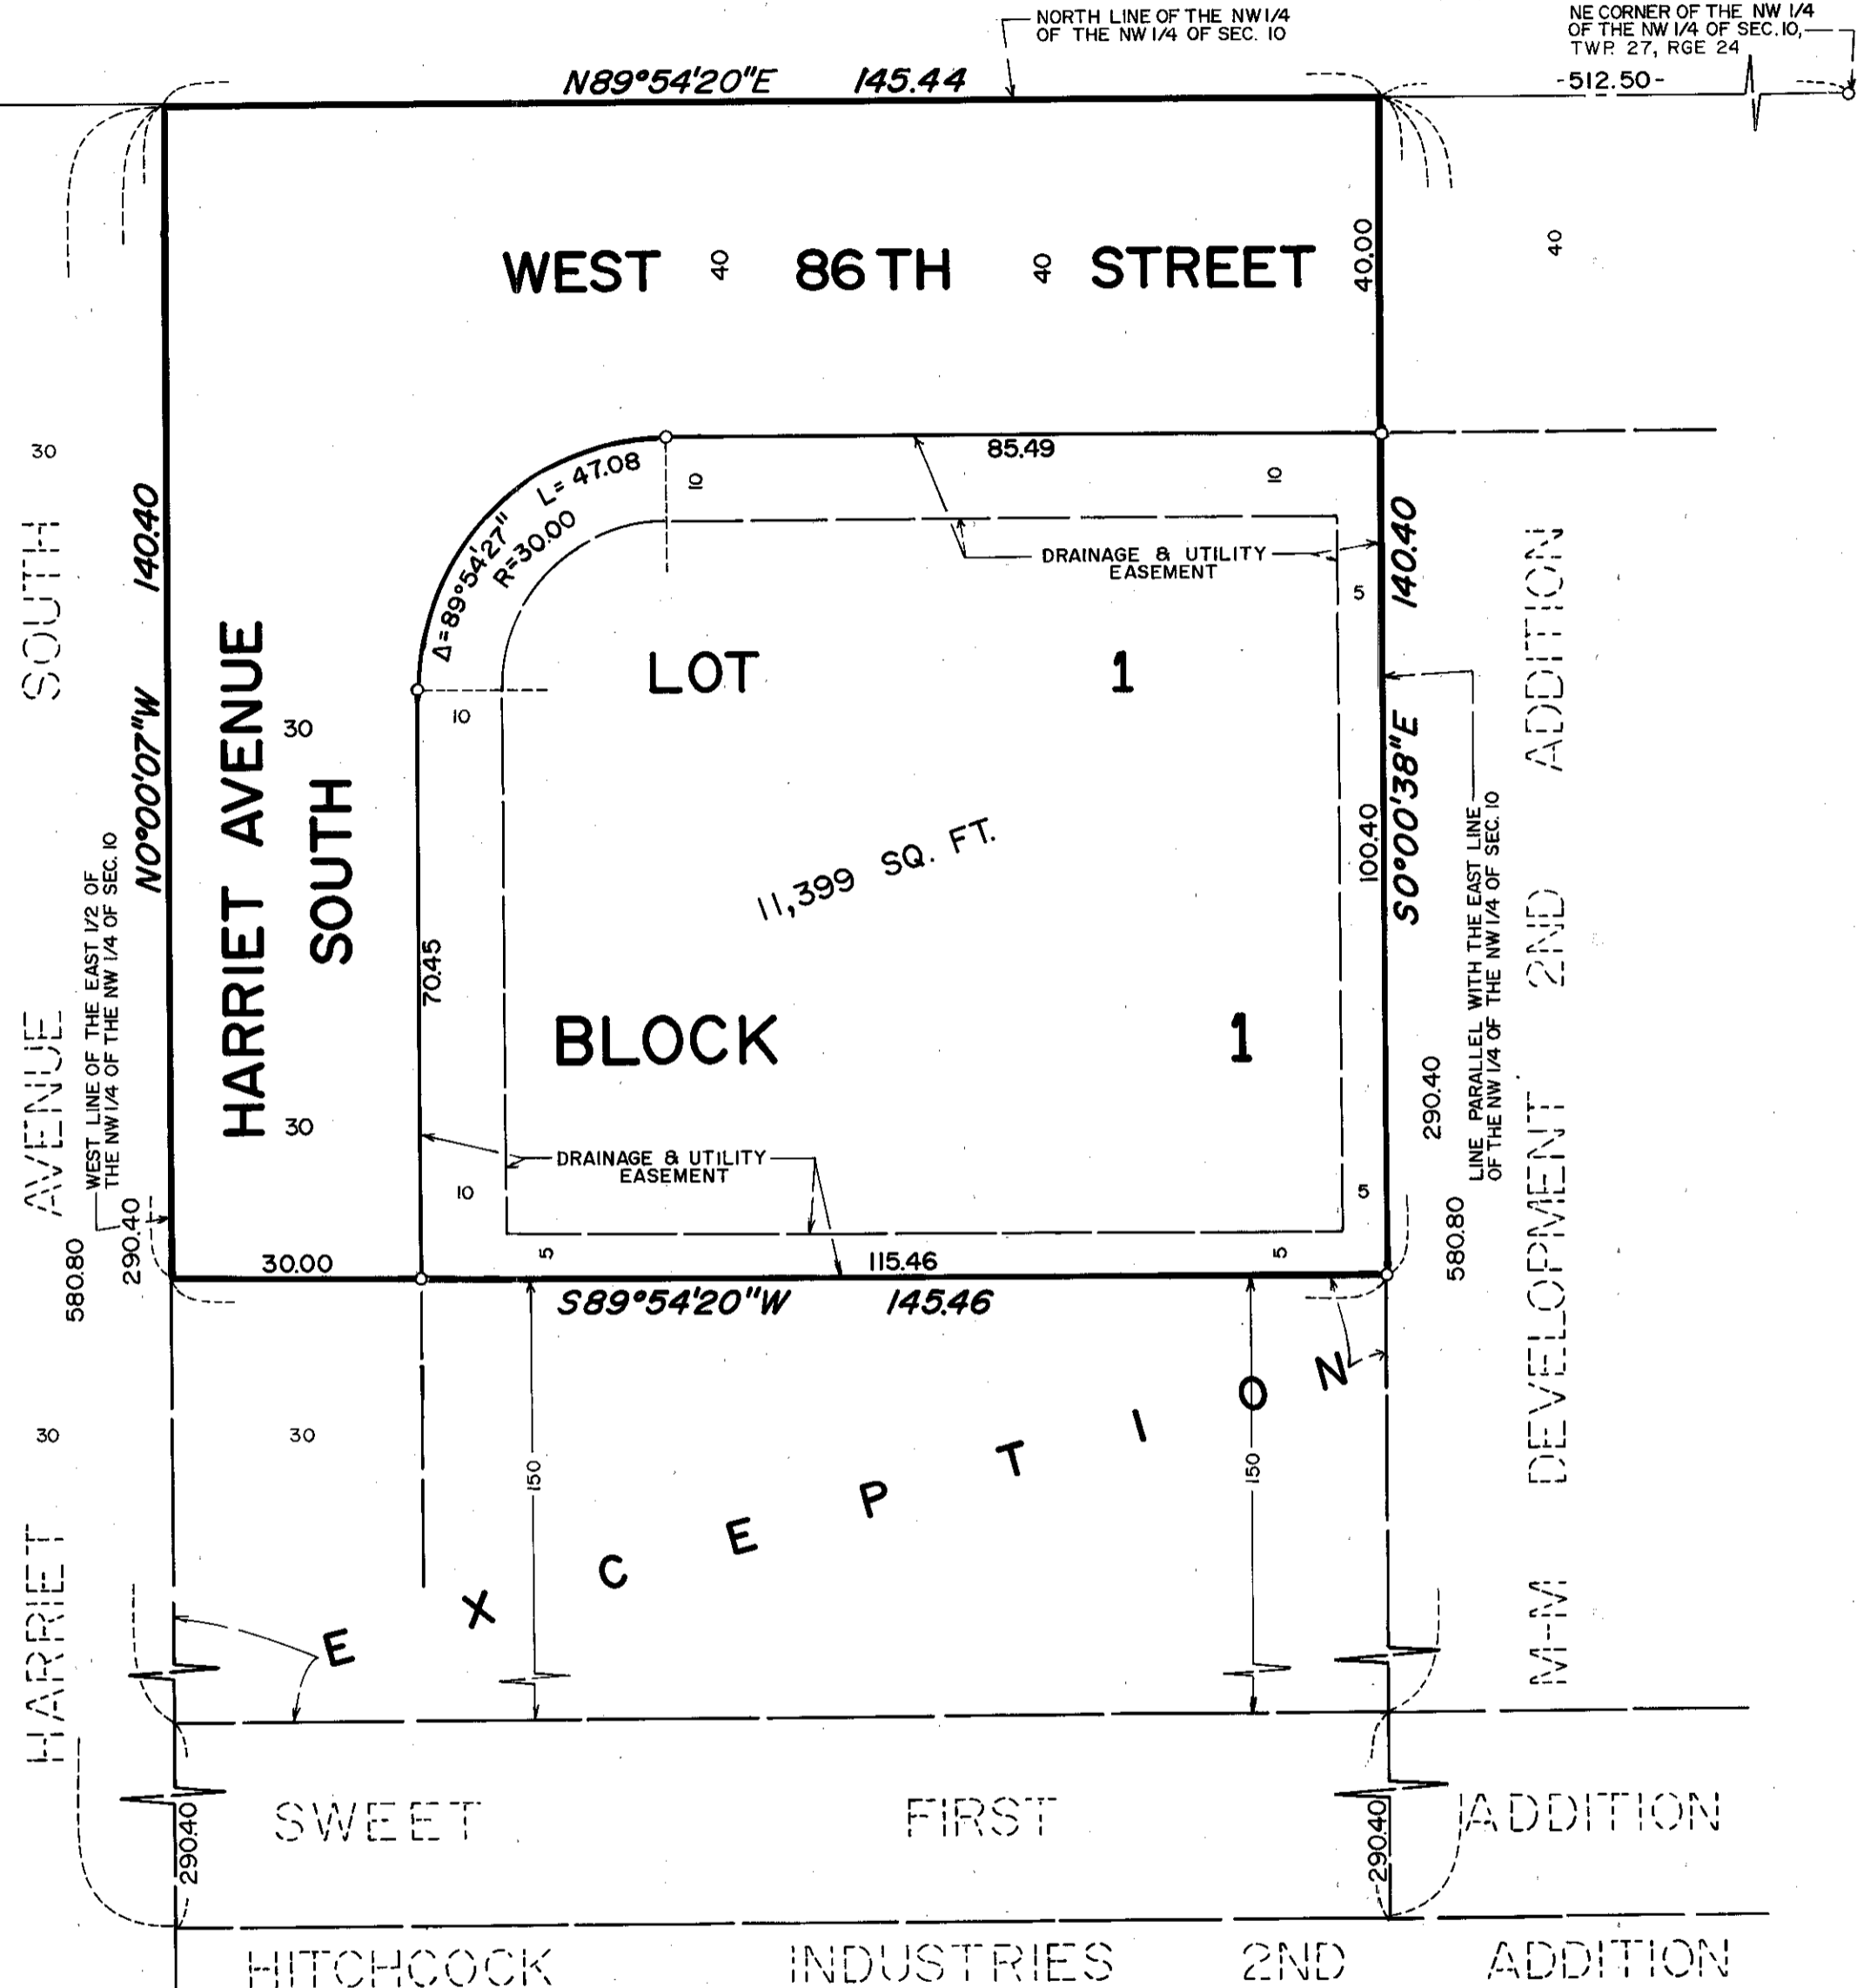 NORTH LINE OF THE NW 1/4
OF THE NW 1/4 OF SEC. 10
NE CORNER OF THE NW 1/4
OF THE NW 1/4 OF SEC. 10,
TWP. 27, RGE 24
-512.50-
N89°54'20"E 145.44
WEST 40 86TH 40 STREET
40.00
40
30
85.49
10
10
L= 47.08
R=30.00
Δ=89°54'27"
DRAINAGE & UTILITY
EASEMENT
5
140.40
S0°00'38"E
140.40
N0°00'07"W
LOT 1
10
30
HARRIET AVENUE
SOUTH
30
11,399 SQ. FT.
70.45
100.40
BLOCK 1
DRAINAGE & UTILITY
EASEMENT
10
5
5
5
30.00
115.46
S89°54'20"W 145.46
WEST LINE OF THE EAST 1/2 OF
THE NW 1/4 OF THE NW 1/4 OF SEC. 10
LINE PARALLEL WITH THE EAST LINE
OF THE NW 1/4 OF THE NW 1/4 OF SEC. 10
290.40
580.80
290.40
580.80
HARRIET AVENUE SOUTH
M-M DEVELOPMENT 2ND ADDITION
30
30
150
150
EXCEPTION
290.40
290.40
SWEET FIRST ADDITION
HITCHCOCK INDUSTRIES 2ND ADDITION